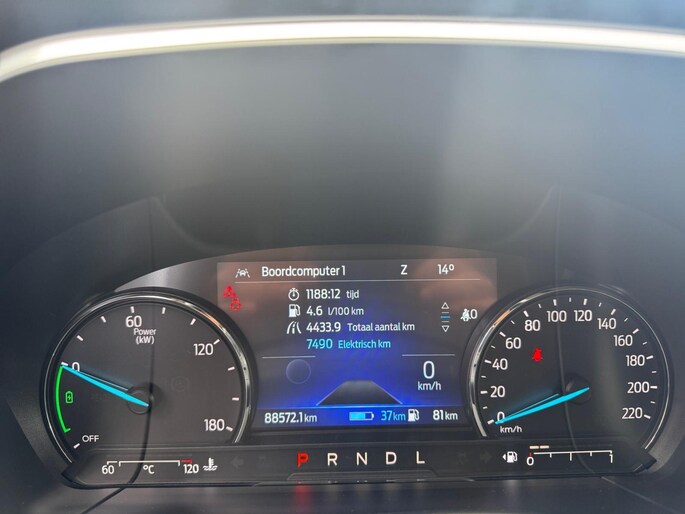 Boordcomputer 1 Z 14°
1188:12 tijd
4.6 l/100 km
4433.9 Totaal aantal km
7490 Elektrisch km
0
km/h
88572.1 km 37km 81 km
0 60 120 180
Power
(kW)
OFF
0 20 40 60 80 100 120 140 160 180 200 220
km/h
60 °C 120
P R N D L
0 1